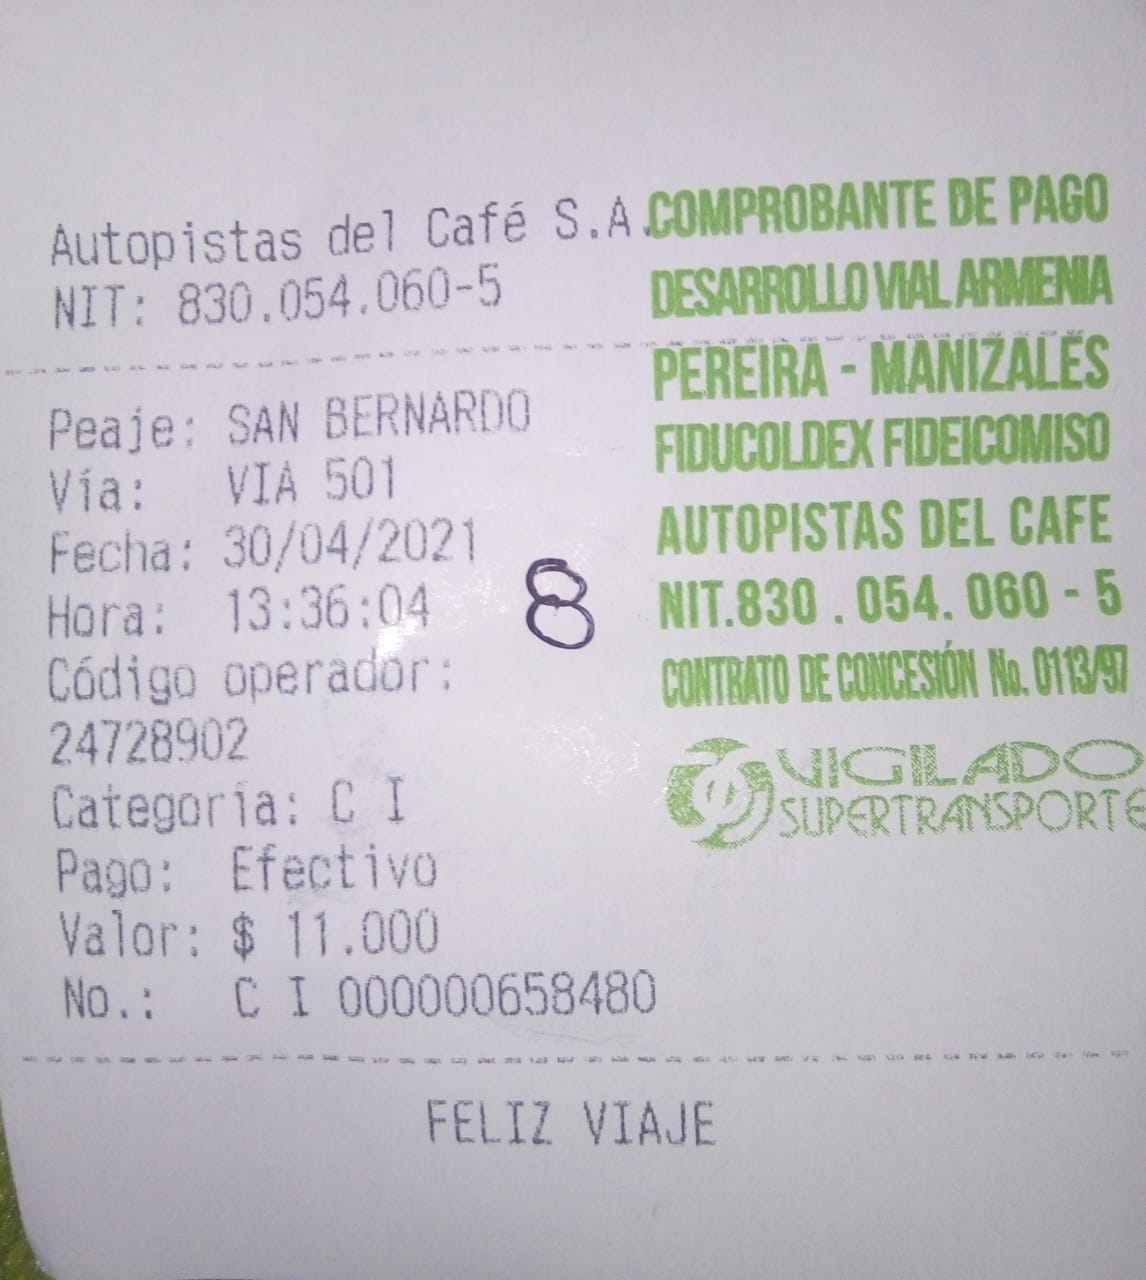 Autopistas del Café S.A.
NIT: 830.054.060-5
Peaje: SAN BERNARDO
Vía: VIA 501
Fecha: 30/04/2021
Hora: 13:36:04
Código operador:
24728902
Categoría: C I
Pago: Efectivo
Valor: $ 11.000
No.: C I 000000658480
FELIZ VIAJE
8
COMPROBANTE DE PAGO
DESARROLLO VIAL ARMENIA
PEREIRA - MANIZALES
FIDUCOLDEX FIDEICOMISO
AUTOPISTAS DEL CAFE
NIT.830 . 054. 060 - 5
CONTRATO DE CONCESIÓN No. 0113/97
VIGILADO
SUPERTRANSPORTE